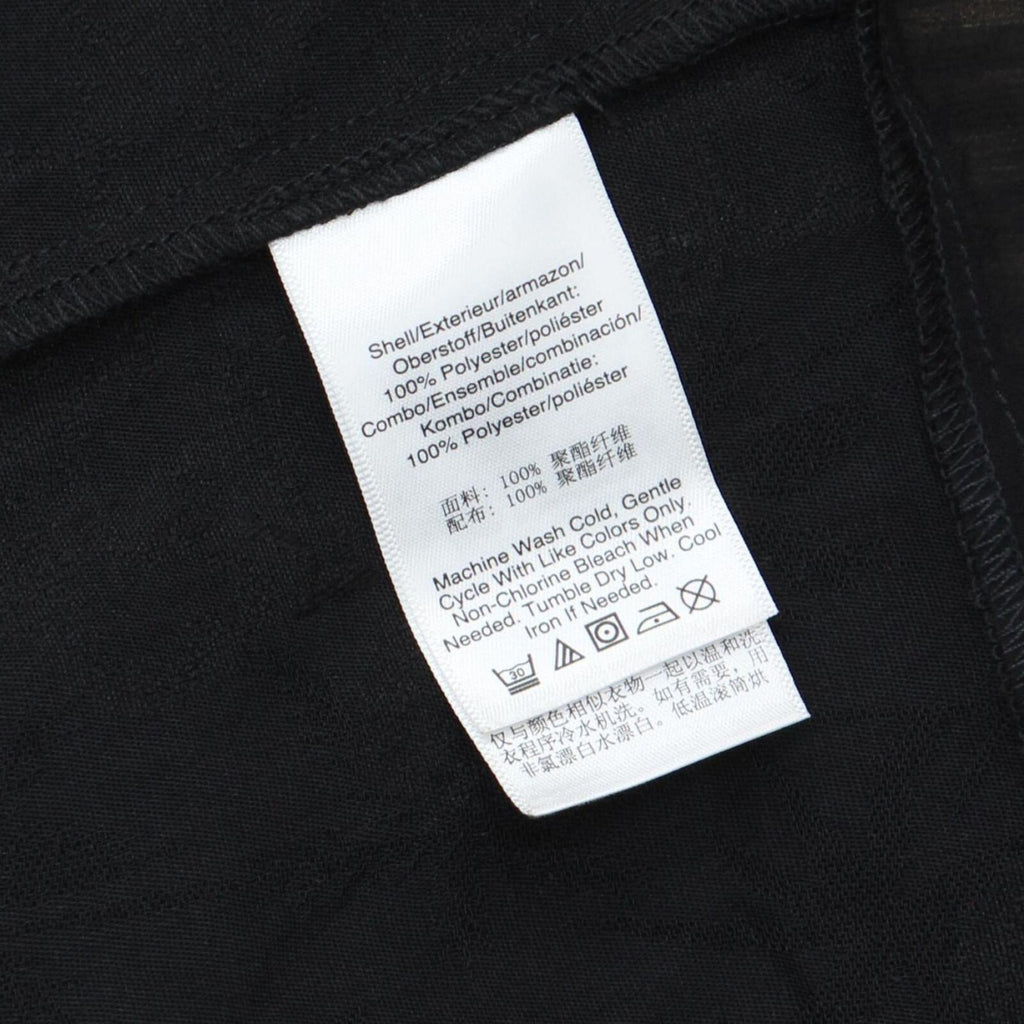 Shell/Exterieur/armazon/
Oberstoff/Buitenkant:
100% Polyester/poliéster
Combo/Ensemble/combinación/
Kombo/Combinatie:
100% Polyester/poliéster
面料: 100% 聚酯纤维
配布: 100% 聚酯纤维
Machine Wash Cold. Gentle
Cycle With Like Colors Only.
Non-Chlorine Bleach When
Needed. Tumble Dry Low. Cool
Iron If Needed.
30
仅与颜色相似衣物一起以温和洗
衣程序冷水机洗。如有需要，用
非氯漂白水漂白。低温滚筒烘